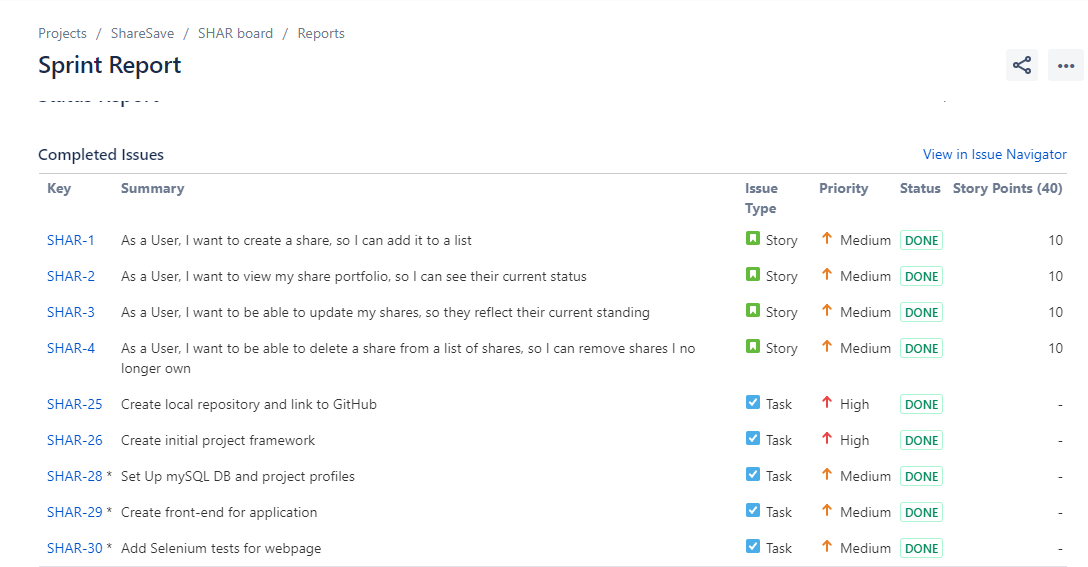 Projects / ShareSave / SHAR board / Reports
Sprint Report
Completed Issues View in Issue Navigator
Key Summary Issue Type Priority Status Story Points (40)
SHAR-1 As a User, I want to create a share, so I can add it to a list Story Medium DONE 10
SHAR-2 As a User, I want to view my share portfolio, so I can see their current status Story Medium DONE 10
SHAR-3 As a User, I want to be able to update my shares, so they reflect their current standing Story Medium DONE 10
SHAR-4 As a User, I want to be able to delete a share from a list of shares, so I can remove shares I no Story Medium DONE 10
longer own
SHAR-25 Create local repository and link to GitHub Task High DONE -
SHAR-26 Create initial project framework Task High DONE -
SHAR-28 * Set Up mySQL DB and project profiles Task Medium DONE -
SHAR-29 * Create front-end for application Task Medium DONE -
SHAR-30 * Add Selenium tests for webpage Task Medium DONE -